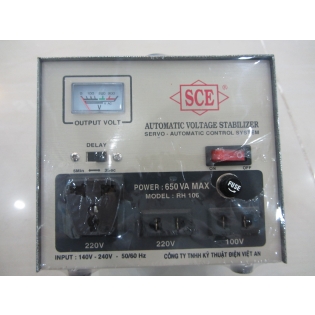 SCE
OUTPUT VOLT
AUTOMATIC VOLTAGE STABILIZER
SERVO - AUTOMATIC CONTROL SYSTEM
DELAY
ON OFF
FUSE
POWER : 650 VA MAX
MODEL : RH 106
220V 220V 100V
INPUT : 140V - 240V - 50/60 Hz
CÔNG TY TNHH KỸ THUẬT ĐIỆN VIỆT AN